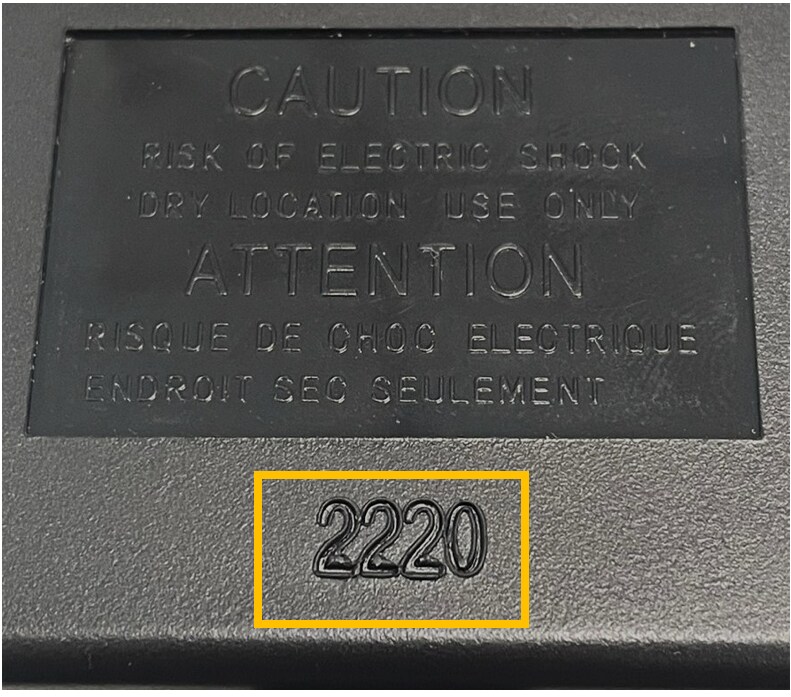 CAUTION
RISK OF ELECTRIC SHOCK
DRY LOCATION USE ONLY
ATTENTION
RISQUE DE CHOC ELECTRIQUE
ENDROIT SEC SEULEMENT
2220